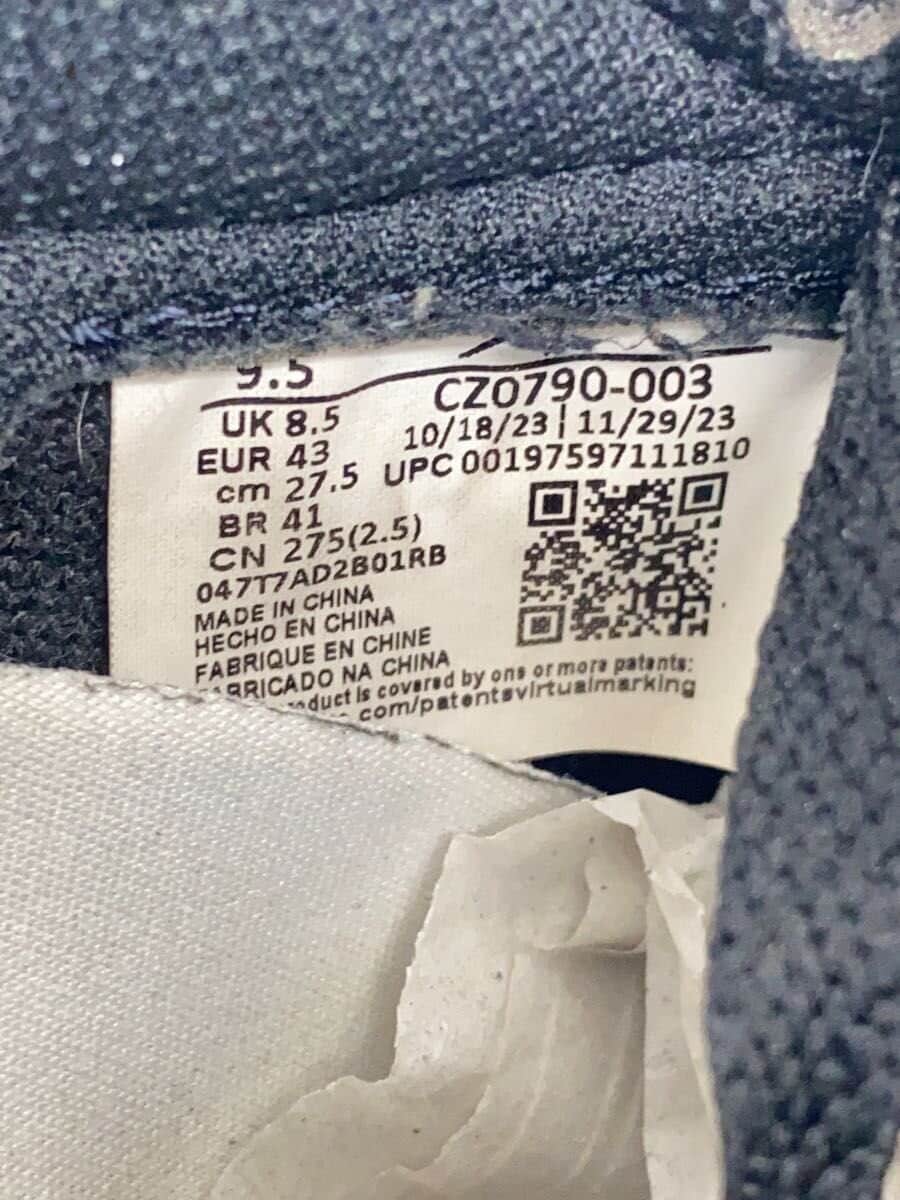 9.5
UK 8.5
EUR 43
cm 27.5
BR 41
CN 275(2.5)
047T7AD2B01RB
MADE IN CHINA
HECHO EN CHINA
FABRIQUE EN CHINE
NA CHINA
CZ0790-003
10/18/23 | 11/29/23
UPC 00197597111810
is covered by one or more patents:
com/patentsvirtualmarking